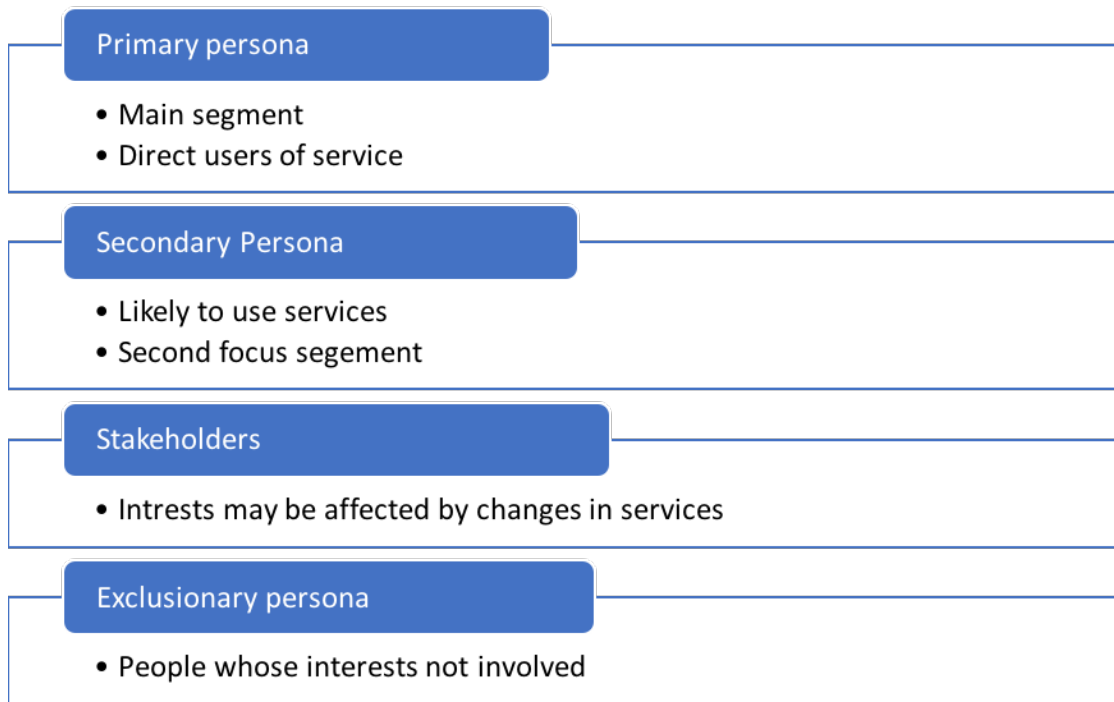 Primary persona
• Main segment
• Direct users of service
Secondary Persona
• Likely to use services
• Second focus segement
Stakeholders
• Intrests may be affected by changes in services
Exclusionary persona
• People whose interests not involved